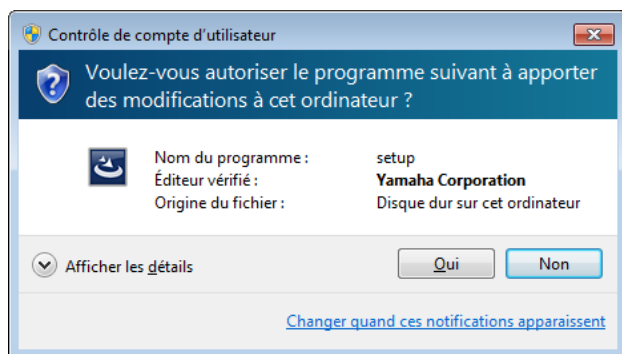 Contrôle de compte d'utilisateur
Voulez-vous autoriser le programme suivant à apporter
des modifications à cet ordinateur ?
Nom du programme : setup
Éditeur vérifié : Yamaha Corporation
Origine du fichier : Disque dur sur cet ordinateur
Afficher les détails Oui Non
Changer quand ces notifications apparaissent